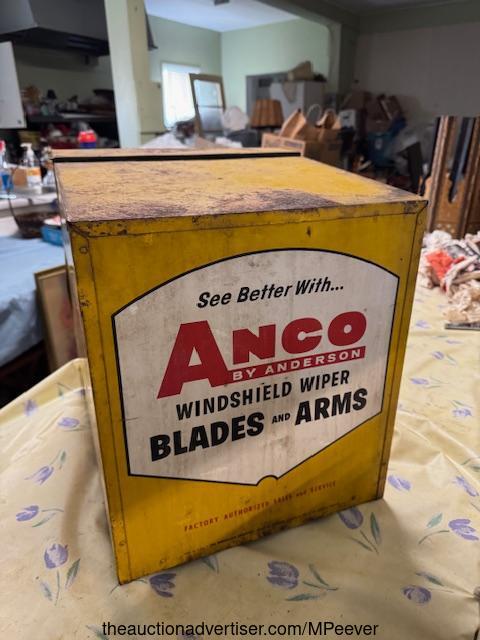 See Better With...
ANCO
BY ANDERSON
WINDSHIELD WIPER
BLADES AND ARMS
FACTORY AUTHORIZED SALES and SERVICE
theauctionadvertiser.com/MPeever